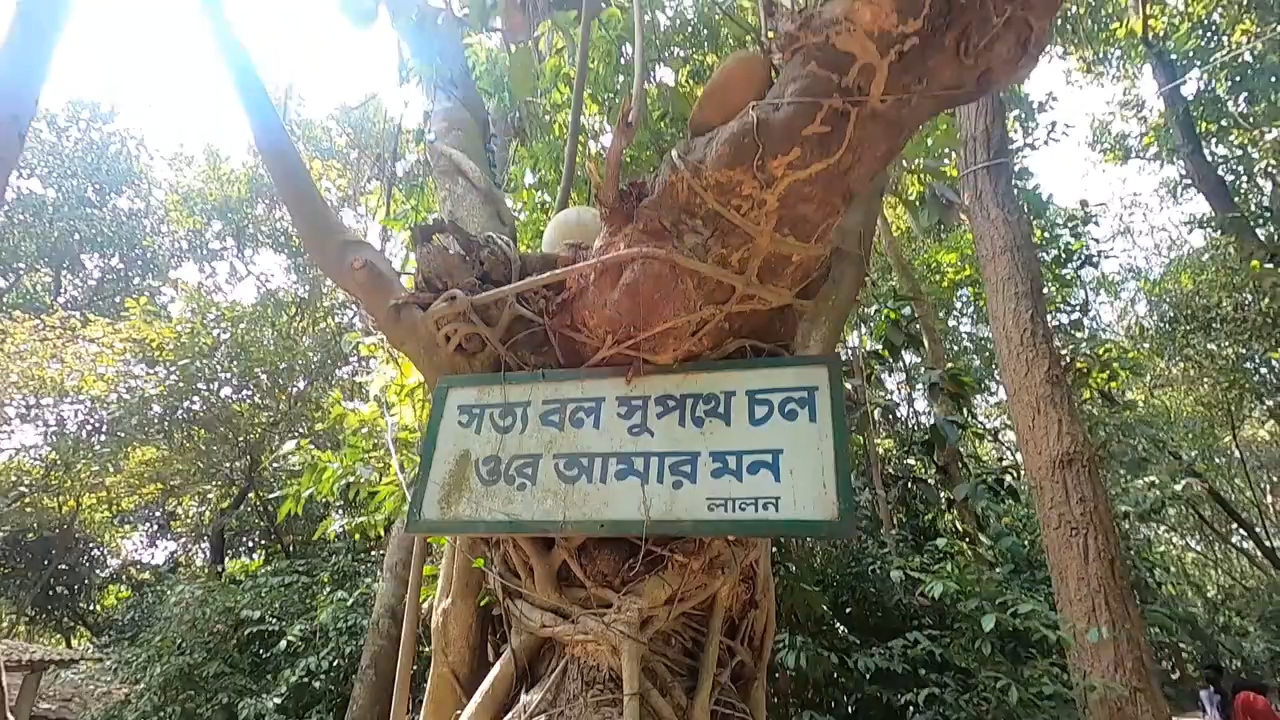 সত্য বল সুপথে চল
ওরে আমার মন
লালন